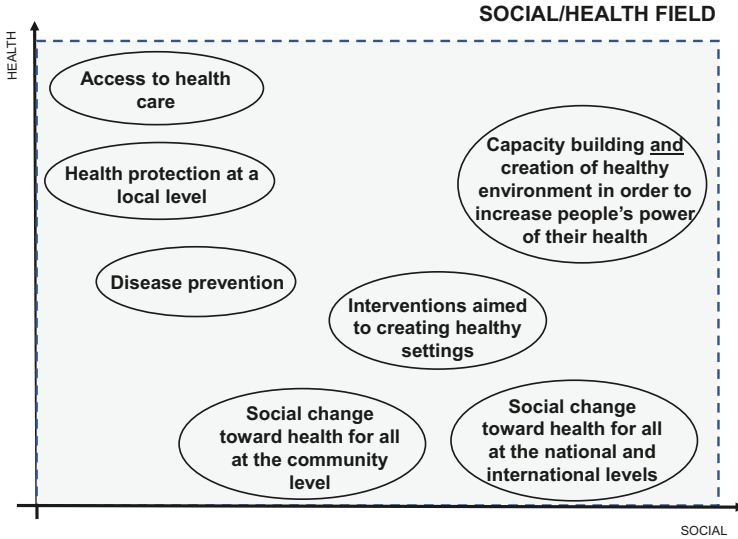 SOCIAL/HEALTH FIELD
HEALTH
Access to health
care
Health protection at a
local level
Capacity building and
creation of healthy
environment in order to
increase people's power
of their health
Disease prevention
Interventions aimed
to creating healthy
settings
Social change
toward health for all
at the community
level
Social change
toward health for all
at the national and
international levels
SOCIAL